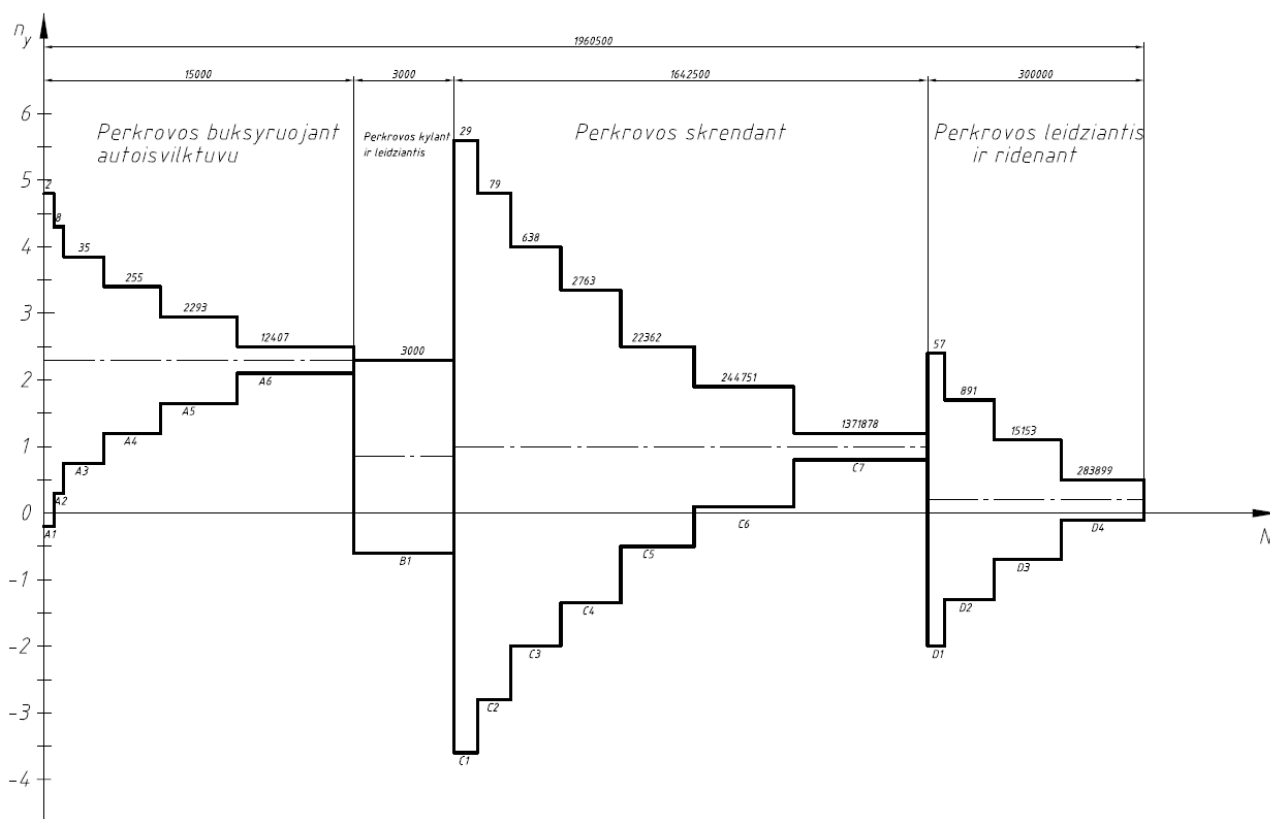 n_y
1960500
15000 3000 1642500 300000
6
Perkrovos buksyruojant
autoisvilktuvu
Perkrovos kylant
ir leidziantis
Perkrovos skrendant
Perkrovos leidziantis
ir ridenant
29
5
2
79
8
4
35
638
255
2763
3
2293
12407
22362
57
3000
2
A6
244751
891
A5
1371878
15153
A4
1
A3
C7
283899
A2
0
A1
C6
D4
N
B1
C5
D3
-1
C4
D2
-2
C3
D1
C2
-3
C1
-4